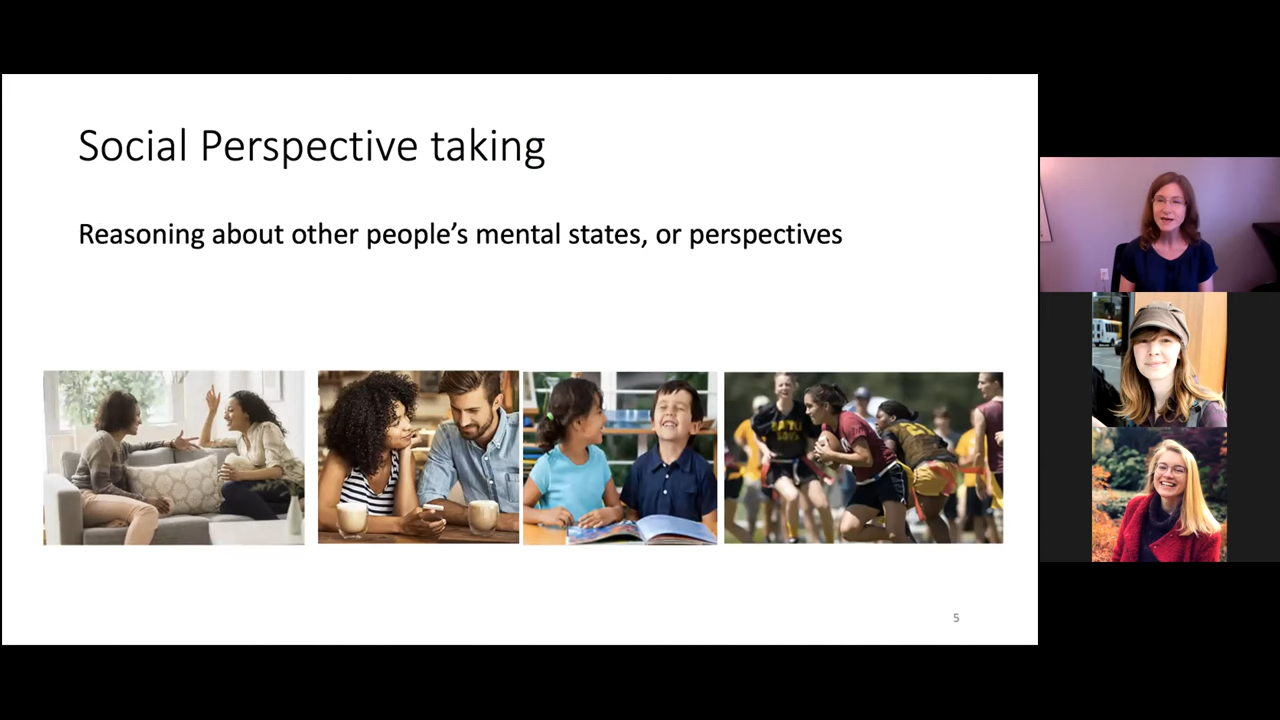 Social Perspective taking
Reasoning about other people's mental states, or perspectives
5